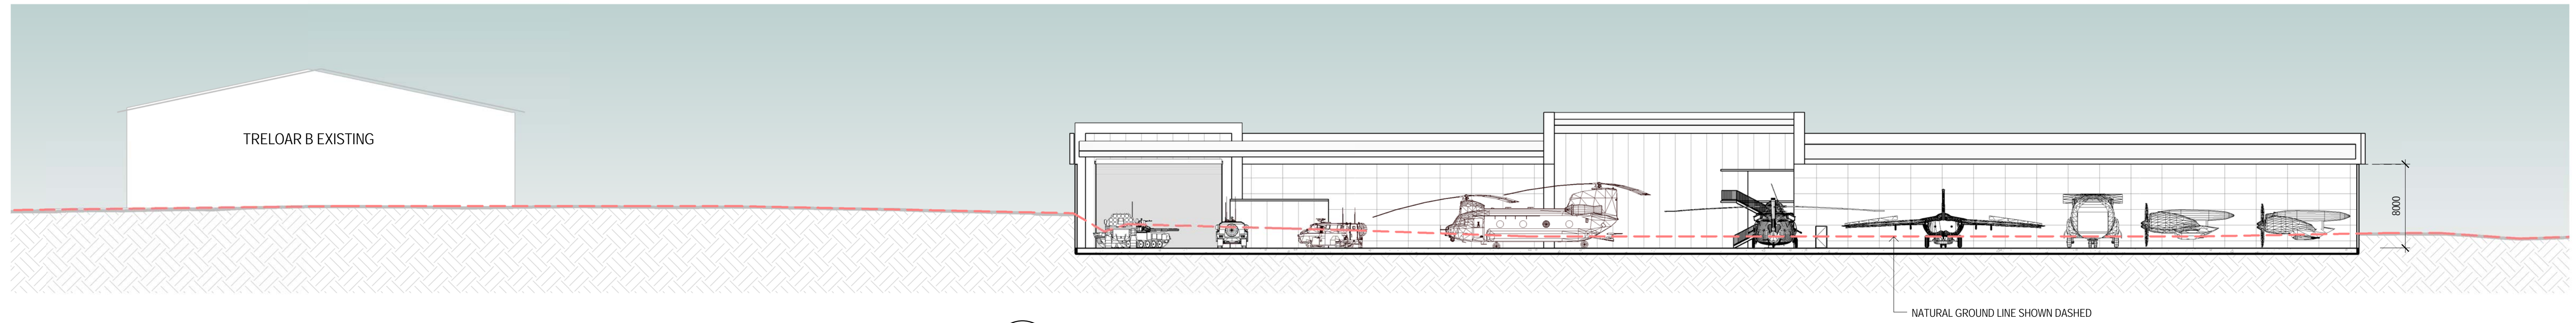 TRELOAR B EXISTING
8000
NATURAL GROUND LINE SHOWN DASHED